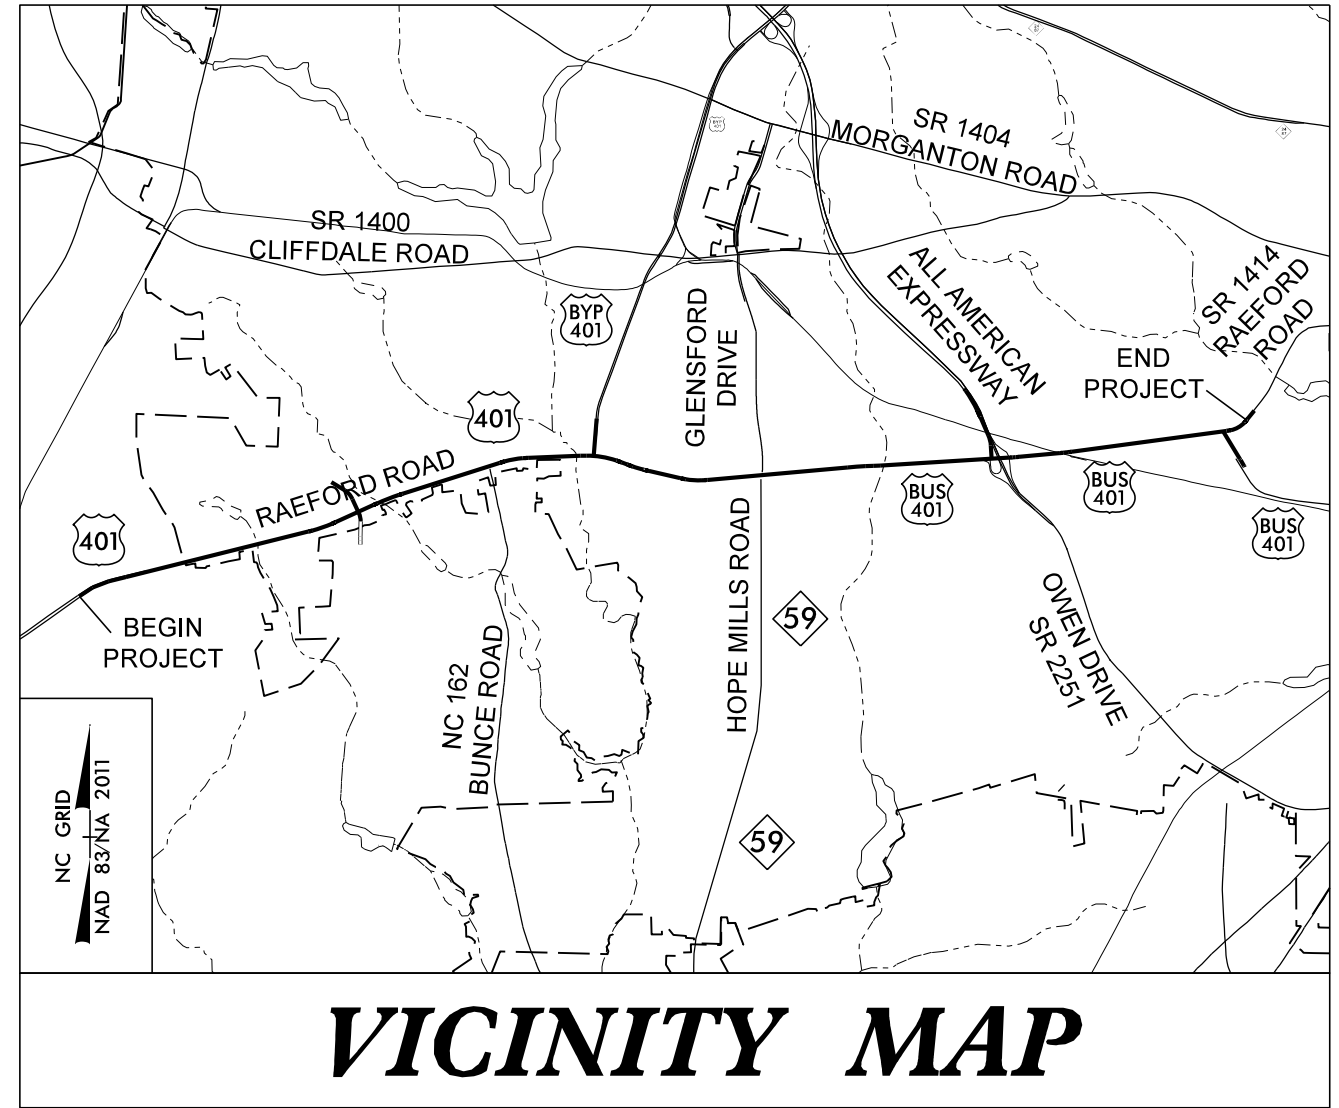 SR 1404
MORGANTON ROAD
SR 1400
CLIFFDALE ROAD
ALL AMERICAN
EXPRESSWAY
SR 1414
RAEFORD
ROAD
BYP
401
GLENSFORD
DRIVE
END
PROJECT
401
RAEFORD ROAD
BUS
401
BUS
401
BUS
401
401
BEGIN
PROJECT
HOPE MILLS ROAD
59
OWEN DRIVE
SR 2251
NC 162
BUNCE ROAD
59
NC GRID
NAD 83/NA 2011
VICINITY MAP